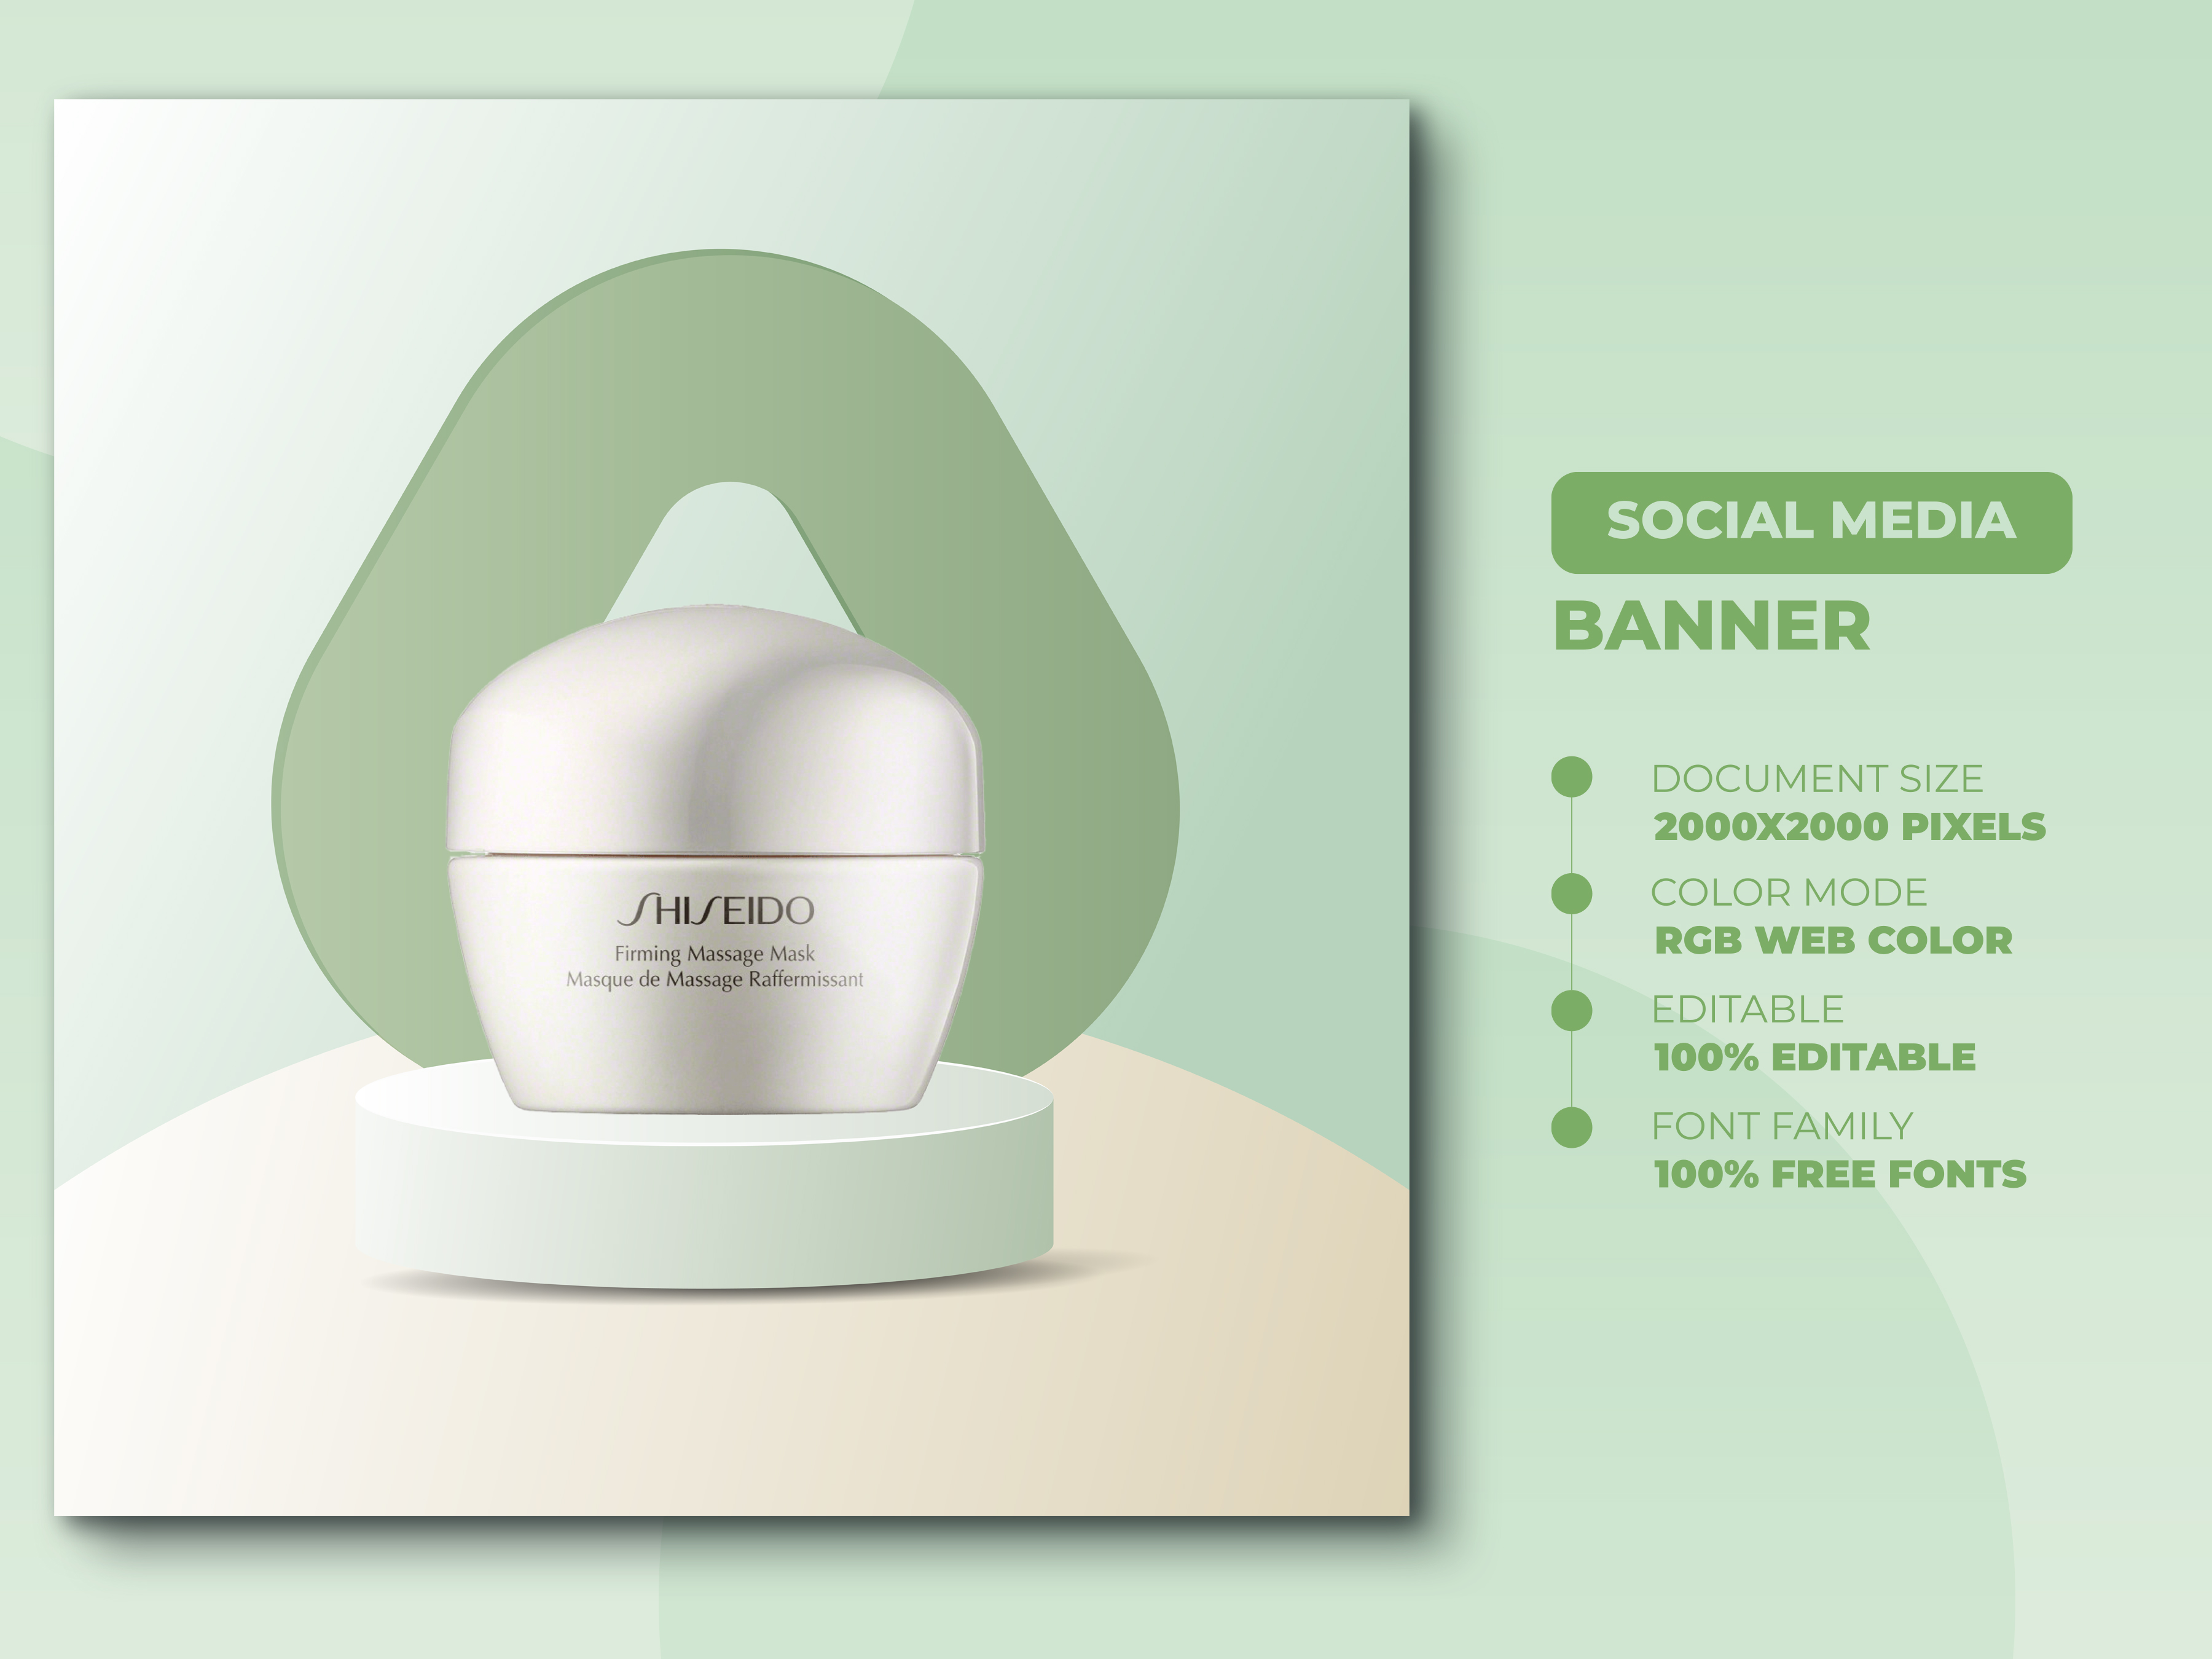 SHISEIDO
Firming Massage Mask
Masque de Massage Raffermissant
SOCIAL MEDIA
BANNER
DOCUMENT SIZE
2000X2000 PIXELS
COLOR MODE
RGB WEB COLOR
EDITABLE
100% EDITABLE
FONT FAMILY
100% FREE FONTS